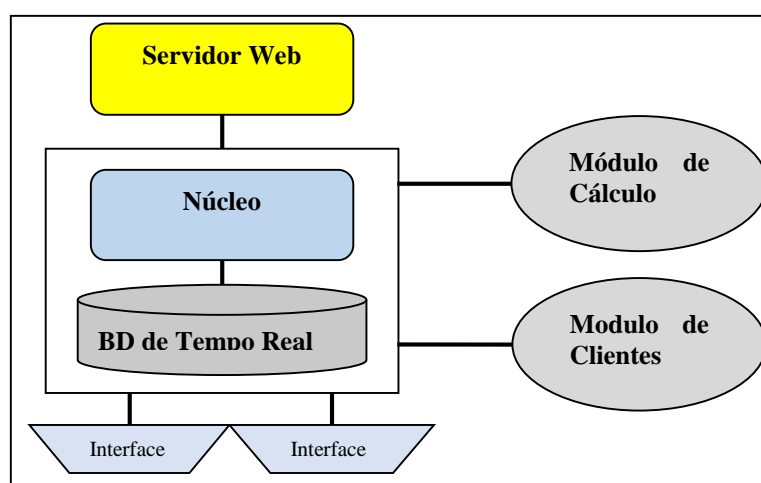 Servidor Web
Núcleo
BD de Tempo Real
Interface
Interface
Módulo de
Cálculo
Modulo de
Clientes